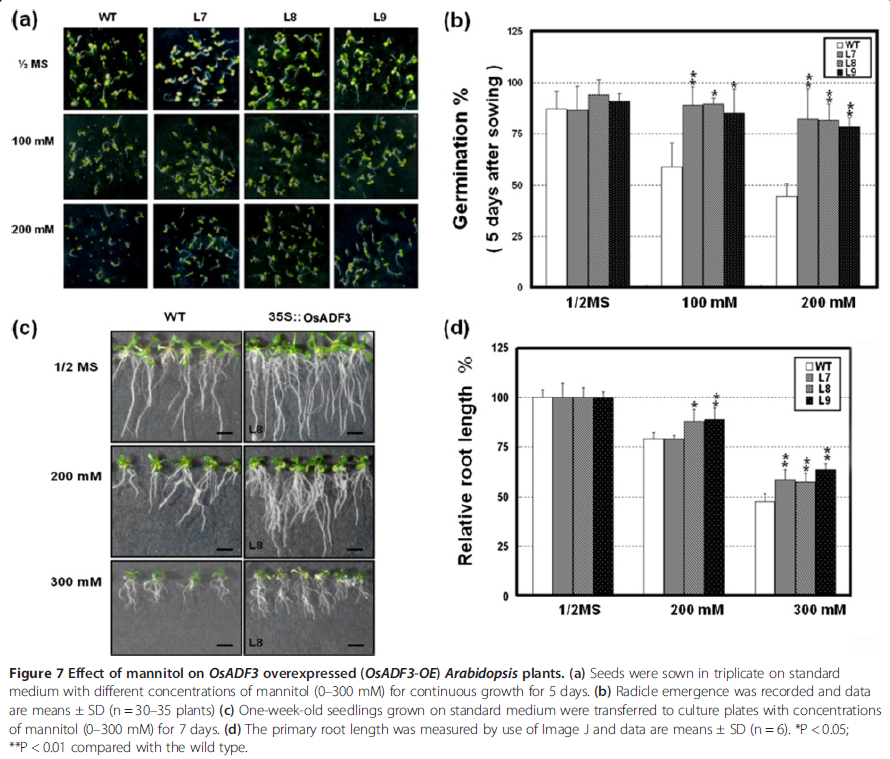 (a)
WT L7 L8 L9
½ MS
100 mM
200 mM
(b)
Germination %
( 5 days after sowing )
125
100
75
50
25
0
WT
L7
L8
L9
** * *
** ** **
1/2MS 100 mM 200 mM
(c)
WT 35S::OsADF3
1/2 MS
L8
200 mM
L8
300 mM
L8
(d)
Relative root length %
125
100
75
50
25
0
WT
L7
L8
L9
* **
** ** **
1/2MS 200 mM 300 mM
Figure 7 Effect of mannitol on OsADF3 overexpressed (OsADF3-OE) Arabidopsis plants. (a) Seeds were sown in triplicate on standard
medium with different concentrations of mannitol (0–300 mM) for continuous growth for 5 days. (b) Radicle emergence was recorded and data
are means ± SD (n = 30–35 plants) (c) One-week-old seedlings grown on standard medium were transferred to culture plates with concentrations
of mannitol (0–300 mM) for 7 days. (d) The primary root length was measured by use of Image J and data are means ± SD (n = 6). *P < 0.05;
**P < 0.01 compared with the wild type.